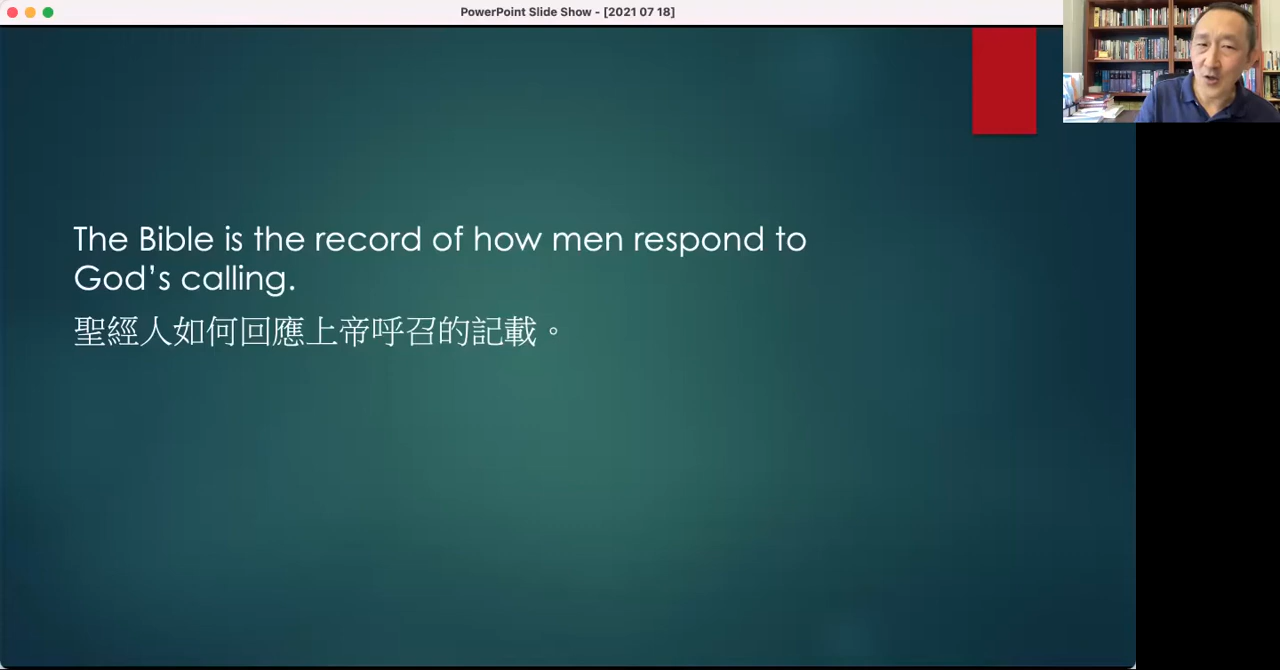 PowerPoint Slide Show - [2021 07 18]
The Bible is the record of how men respond to
God’s calling.
聖經人如何回應上帝呼召的記載。